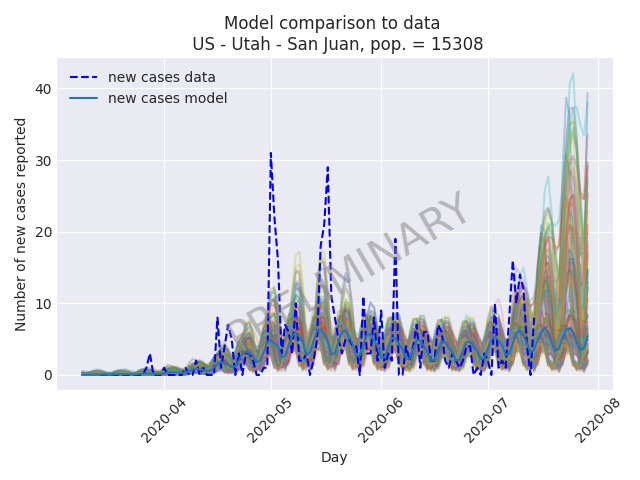 Model comparison to data
US - Utah - San Juan, pop. = 15308
new cases data
new cases model
Number of new cases reported
40
30
20
10
0
PRELIMINARY
2020-04
2020-05
2020-06
2020-07
2020-08
Day